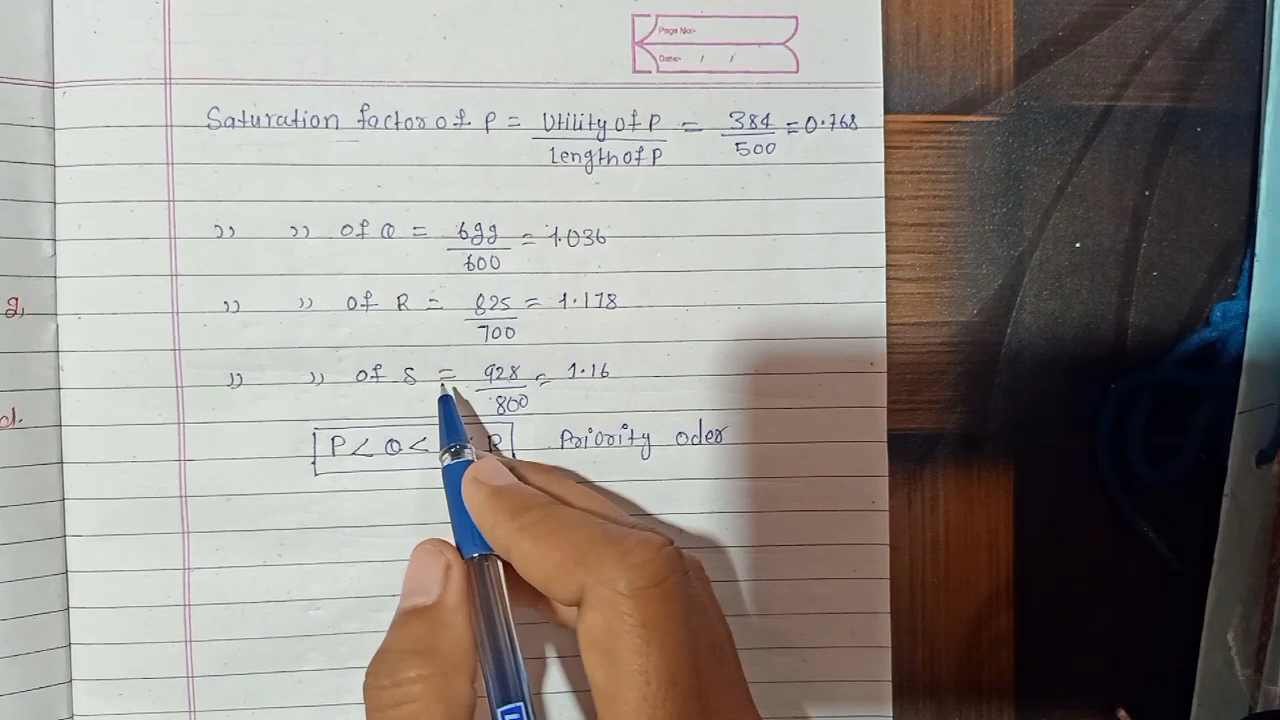 Page No:-
Date:- / /
Saturation factor of P = Utility of P / length of P = 384 / 500 = 0.768
,, ,, of Q = 699 / 600 = 1.036
,, ,, of R = 825 / 700 = 1.178
,, ,, of S = 928 / 800 = 1.16
P < Q < R Priority oder
g,
d.